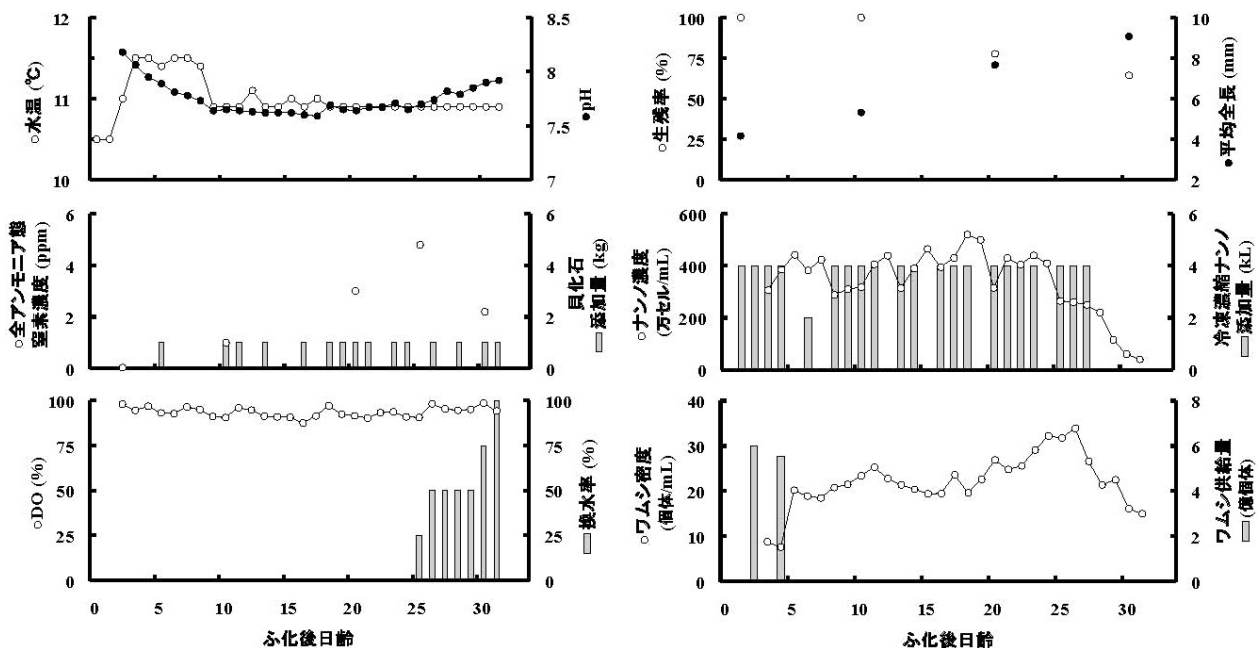 12
11
10
○水温 (℃)
8.5
8
7.5
7
●pH
100
75
50
25
0
○生残率 (%)
10
8
6
4
2
●平均全長 (mm)
6
4
2
0
○全アンモニア態
窒素濃度 (ppm)
6
4
2
0
貝化石
添加量 (kg)
600
400
200
0
○ナンノ濃度
(万セル/mL)
6
4
2
0
冷凍濃縮ナンノ
添加量 (kL)
100
75
50
25
0
○DO (%)
100
75
50
25
0
換水率 (%)
0 5 10 15 20 25 30
ふ化後日齢
40
30
20
10
0
○ワムシ密度
(個体/mL)
8
6
4
2
0
ワムシ供給量
(億個体)
0 5 10 15 20 25 30
ふ化後日齢